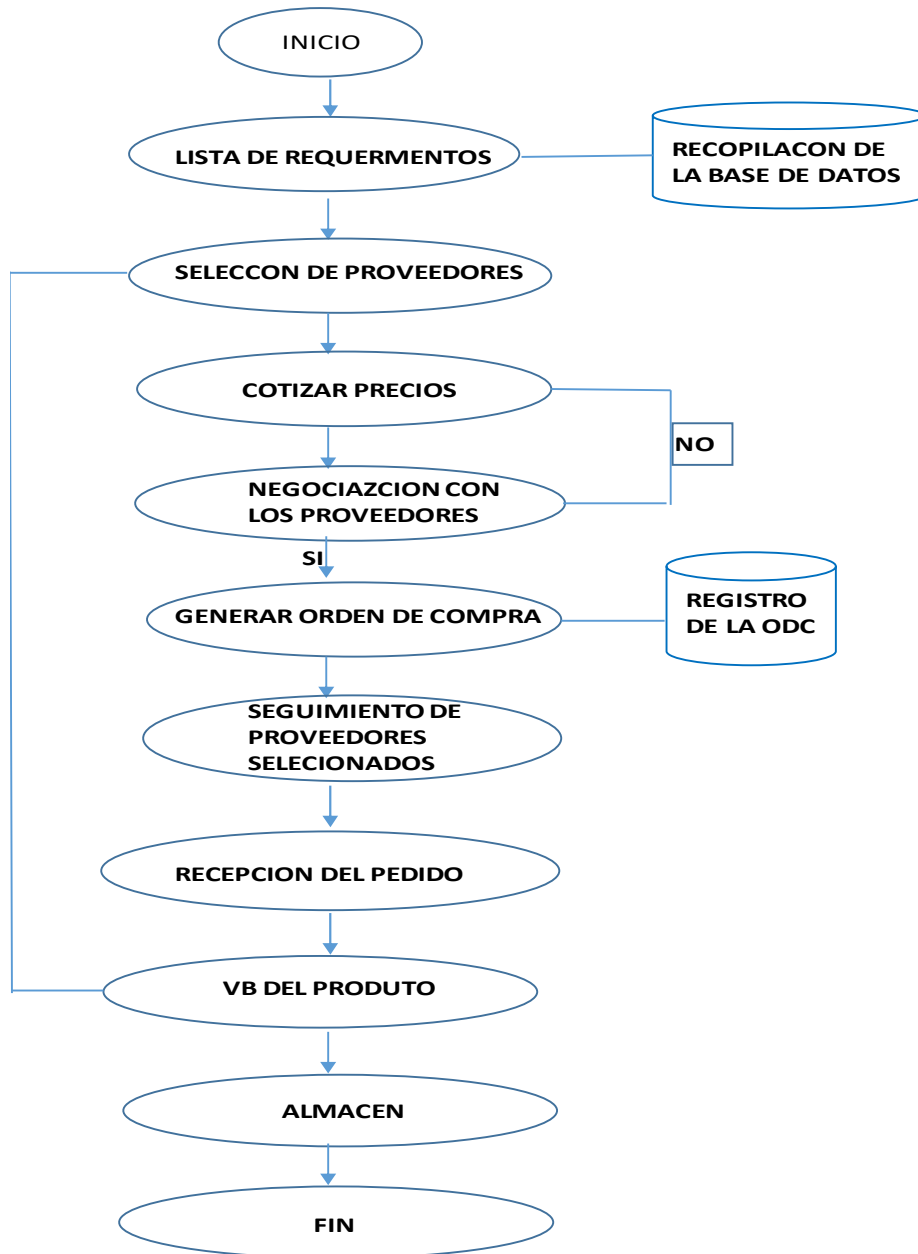 INICIO
LISTA DE REQUERMENTOS
RECOPILACON DE
LA BASE DE DATOS
SELECCON DE PROVEEDORES
COTIZAR PRECIOS
NO
NEGOCIAZCION CON
LOS PROVEEDORES
SI
GENERAR ORDEN DE COMPRA
REGISTRO
DE LA ODC
SEGUIMIENTO DE
PROVEEDORES
SELECIONADOS
RECEPCION DEL PEDIDO
VB DEL PRODUTO
ALMACEN
FIN